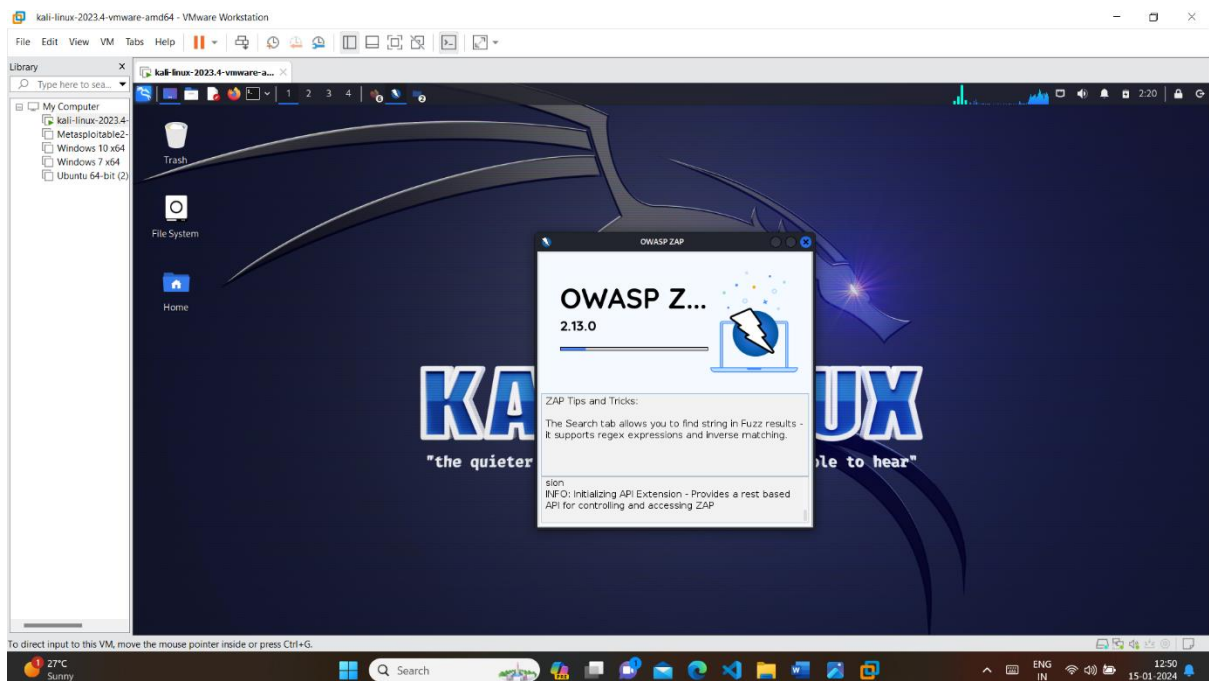 kali-linux-2023.4-vmware-amd64 - VMware Workstation
File Edit View VM Tabs Help
Library X
Type here to sea...
My Computer
kali-linux-2023.4-
Metasploitable2-
Windows 10 x64
Windows 7 x64
Ubuntu 64-bit (2)
kali-linux-2023.4-vmware-a...
1 2 3 4
2:20
Trash
File System
Home
OWASP ZAP
OWASP Z...
2.13.0
ZAP Tips and Tricks:
The Search tab allows you to find string in Fuzz results -
it supports regex expressions and inverse matching.
sion
INFO: Initializing API Extension - Provides a rest based
API for controlling and accessing ZAP
KA UX
"the quieter ble to hear"
To direct input to this VM, move the mouse pointer inside or press Ctrl+G.
1
27°C
Sunny
Search
PRE
ENG
IN
12:50
15-01-2024